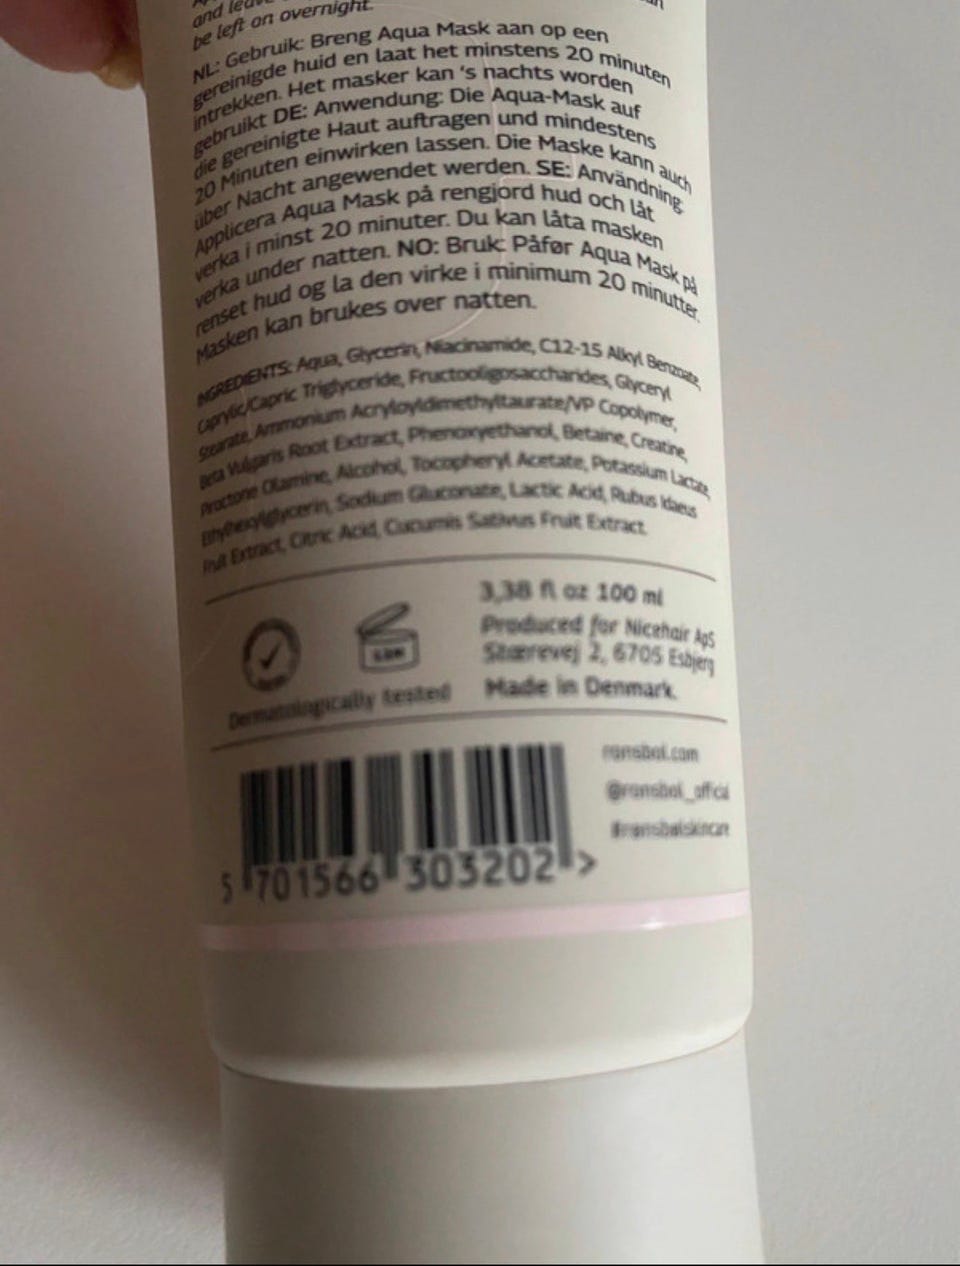 and leave
be left on overnight.
NL: Gebruik: Breng Aqua Mask aan op een
gereinigde huid en laat het minstens 20 minuten
intrekken. Het masker kan 's nachts worden
gebruikt DE: Anwendung: Die Aqua-Mask auf
die gereinigte Haut auftragen und mindestens
20 Minuten einwirken lassen. Die Maske kann auch
über Nacht angewendet werden. SE: Användning:
Applicera Aqua Mask på rengjord hud och låt
verka i minst 20 minuter. Du kan låta masken
verka under natten. NO: Bruk: Påfør Aqua Mask på
renset hud og la den virke i minimum 20 minutter.
Masken kan brukes over natten.
INGREDIENTS: Aqua, Glycerin, Niacinamide, C12-15 Alkyl Benzoate,
Caprylic/Capric Triglyceride, Fructooligosaccharides, Glyceryl
Stearate, Ammonium Acryloyldimethyltaurate/VP Copolymer,
Beta Vulgaris Root Extract, Phenoxyethanol, Betaine, Creatine,
Piroctone Olamine, Alcohol, Tocopheryl Acetate, Potassium Lactate,
Ethylhexylglycerin, Sodium Gluconate, Lactic Acid, Rubus Idaeus
Fruit Extract, Citric Acid, Cucumis Sativus Fruit Extract.
3,38 fl oz 100 ml
Produced for Nicehair ApS
Stærevej 2, 6705 Esbjerg
Made in Denmark.
Dermatologically tested
ransbol.com
@ransbol_official
#ransbolskincare
5 701566 303202 >